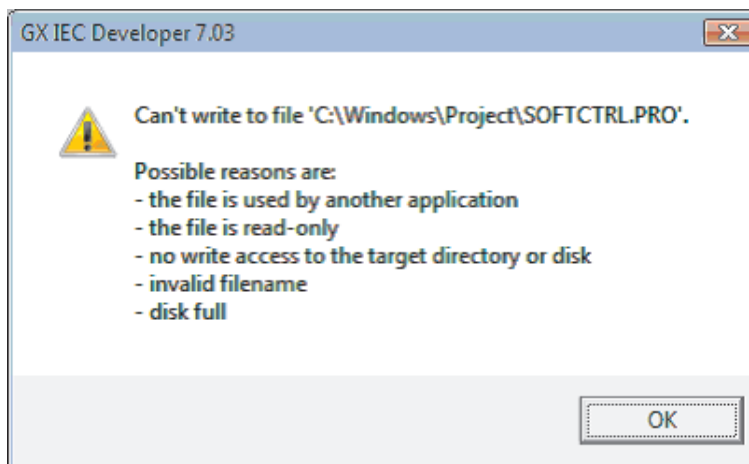 GX IEC Developer 7.03
Can't write to file 'C:\Windows\Project\SOFTCTRL.PRO'.
Possible reasons are:
- the file is used by another application
- the file is read-only
- no write access to the target directory or disk
- invalid filename
- disk full
OK